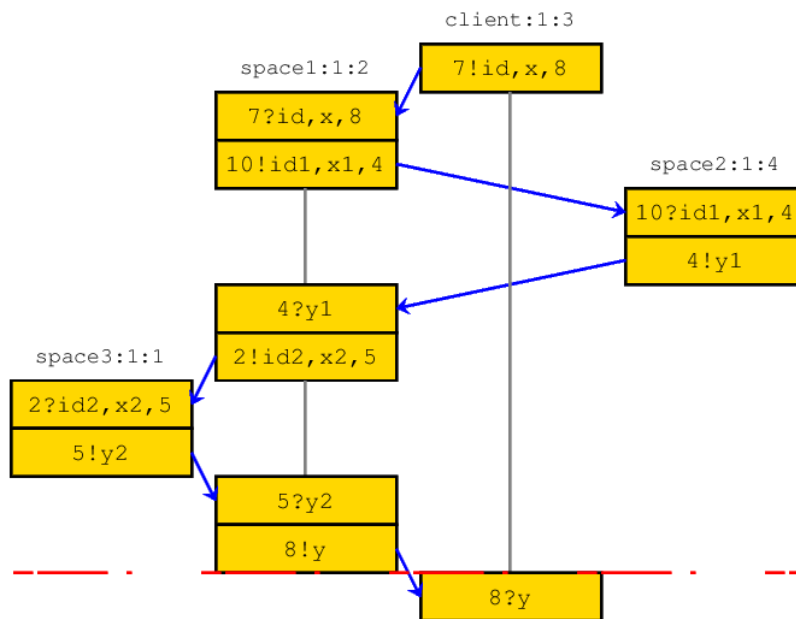 client:1:3
7!id,x,8
space1:1:2
7?id,x,8
10!id1,x1,4
space2:1:4
10?id1,x1,4
4!y1
4?y1
2!id2,x2,5
space3:1:1
2?id2,x2,5
5!y2
5?y2
8!y
8?y